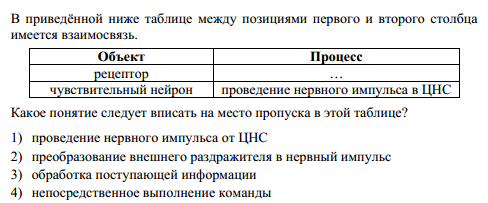 В приведённой ниже таблице между позициями первого и второго столбца
имеется взаимосвязь.
Объект Процесс
рецептор …
чувствительный нейрон проведение нервного импульса в ЦНС
Какое понятие следует вписать на место пропуска в этой таблице?
1) проведение нервного импульса от ЦНС
2) преобразование внешнего раздражителя в нервный импульс
3) обработка поступающей информации
4) непосредственное выполнение команды